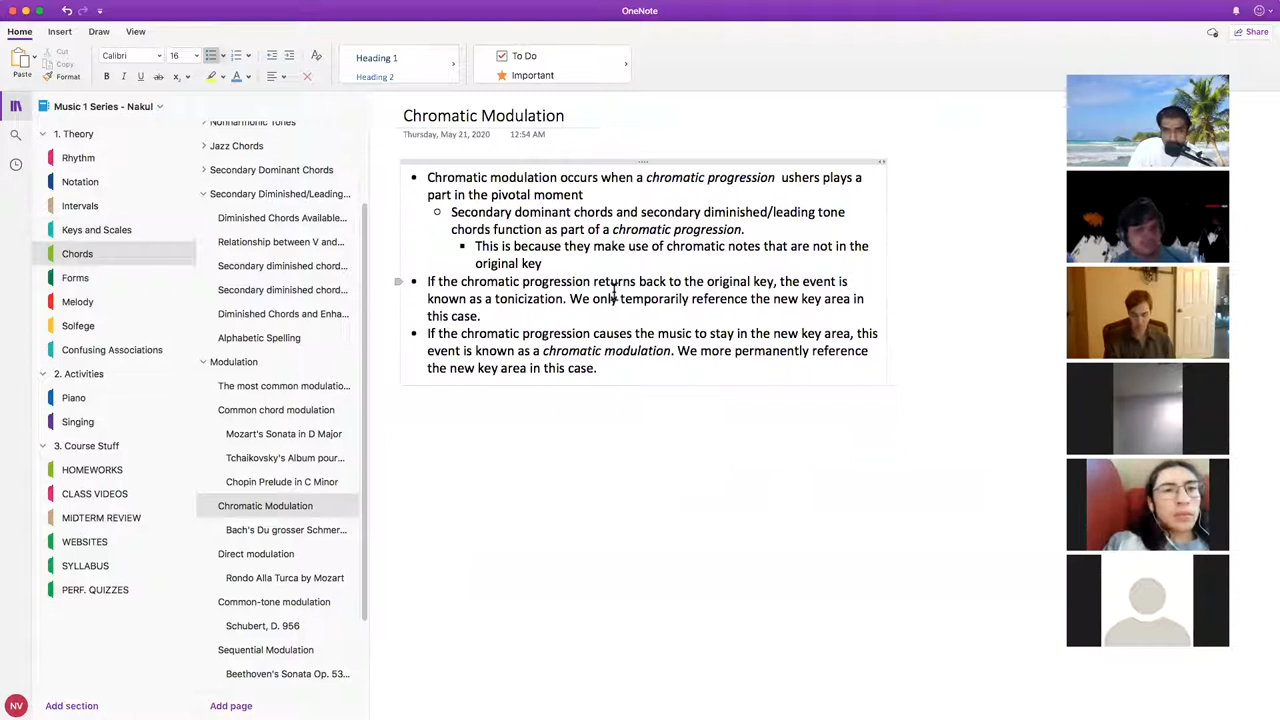 OneNote
Home Insert Draw View
Share
Paste
Cut
Copy
Format
Calibri 16
B I U ab x
A
Heading 1
Heading 2
To Do
Important
Music 1 Series - Nakul
1. Theory
Rhythm
Notation
Intervals
Keys and Scales
Chords
Forms
Melody
Solfege
Confusing Associations
2. Activities
Piano
Singing
3. Course Stuff
HOMEWORKS
CLASS VIDEOS
MIDTERM REVIEW
WEBSITES
SYLLABUS
PERF. QUIZZES
NV
Add section
Nonharmonic Tones
Jazz Chords
Secondary Dominant Chords
Secondary Diminished/Leading...
Diminished Chords Available...
Relationship between V and...
Secondary diminished chord...
Secondary diminished chord...
Diminished Chords and Enha...
Alphabetic Spelling
Modulation
The most common modulatio...
Common chord modulation
Mozart's Sonata in D Major
Tchaikovsky's Album pour...
Chopin Prelude in C Minor
Chromatic Modulation
Bach's Du grosser Schmer...
Direct modulation
Rondo Alla Turca by Mozart
Common-tone modulation
Schubert, D. 956
Sequential Modulation
Beethoven's Sonata Op. 53...
Add page
Chromatic Modulation
Thursday, May 21, 2020 12:54 AM
• Chromatic modulation occurs when a chromatic progression ushers plays a
part in the pivotal moment
○ Secondary dominant chords and secondary diminished/leading tone
chords function as part of a chromatic progression.
▪ This is because they make use of chromatic notes that are not in the
original key
• If the chromatic progression returns back to the original key, the event is
known as a tonicization. We only temporarily reference the new key area in
this case.
• If the chromatic progression causes the music to stay in the new key area, this
event is known as a chromatic modulation. We more permanently reference
the new key area in this case.